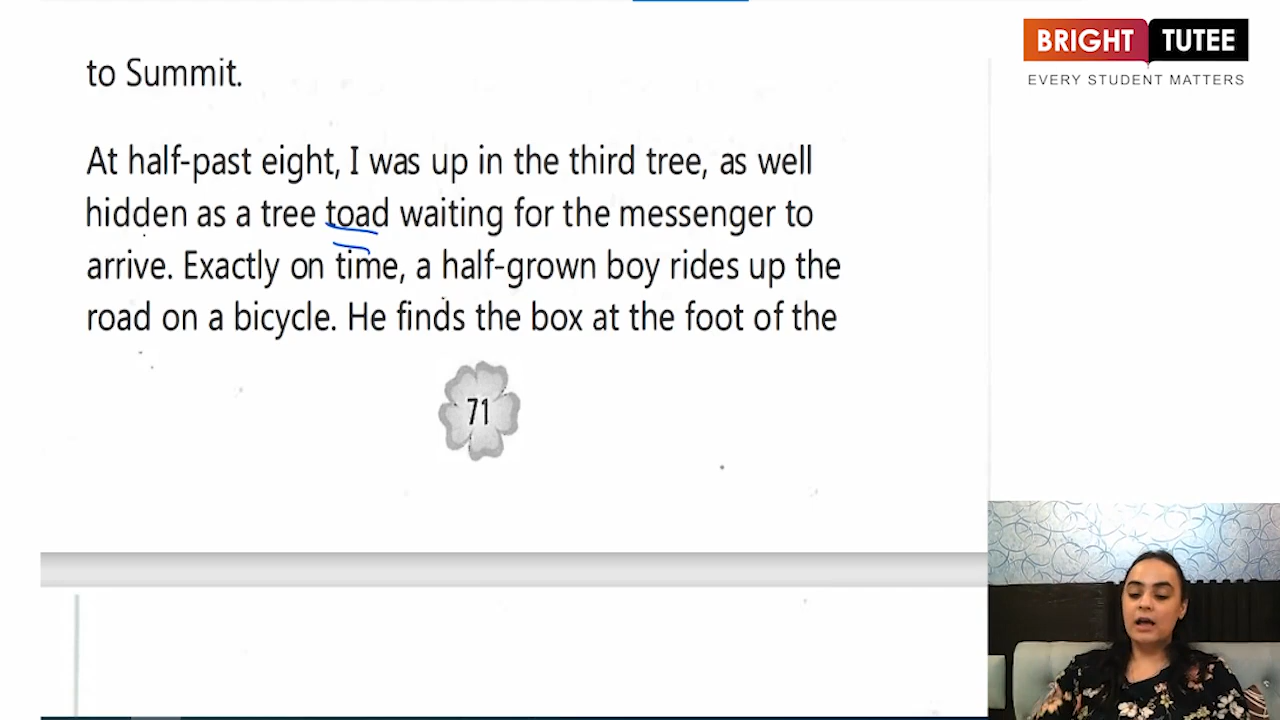 BRIGHT TUTEE
EVERY STUDENT MATTERS
to Summit.
At half-past eight, I was up in the third tree, as well
hidden as a tree toad waiting for the messenger to
arrive. Exactly on time, a half-grown boy rides up the
road on a bicycle. He finds the box at the foot of the
71